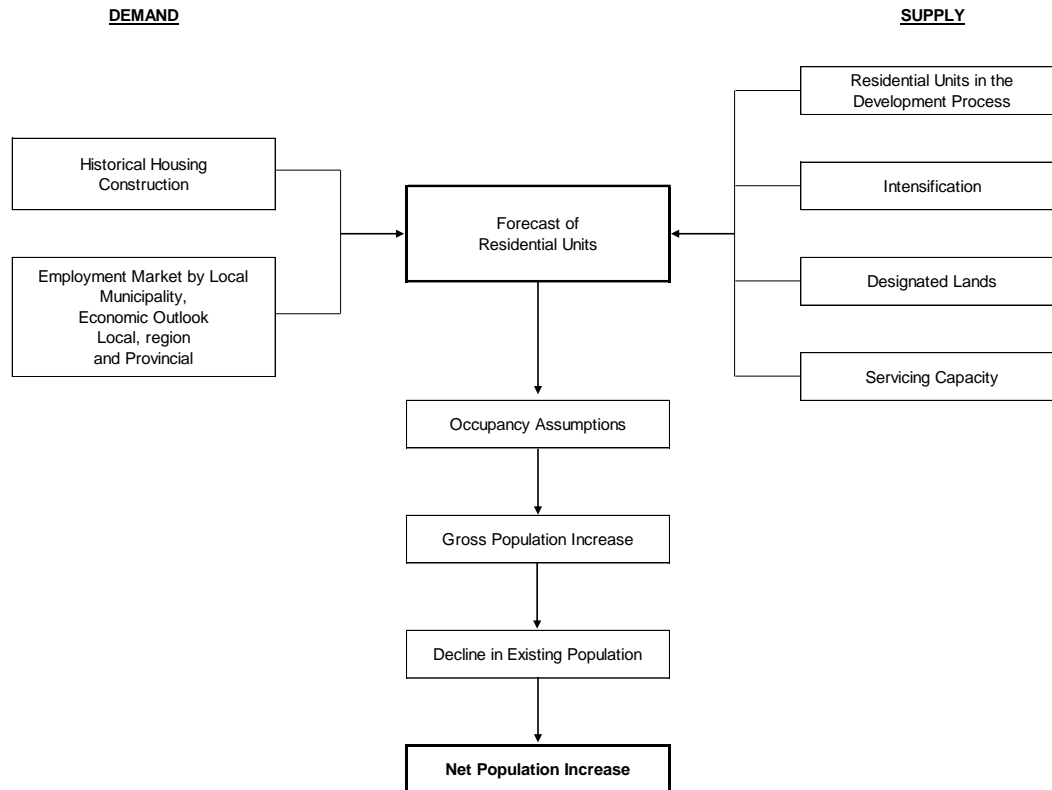 DEMAND
SUPPLY
Historical Housing
Construction
Employment Market by Local
Municipality,
Economic Outlook
Local, region
and Provincial
Forecast of
Residential Units
Residential Units in the
Development Process
Intensification
Designated Lands
Servicing Capacity
Occupancy Assumptions
Gross Population Increase
Decline in Existing Population
Net Population Increase